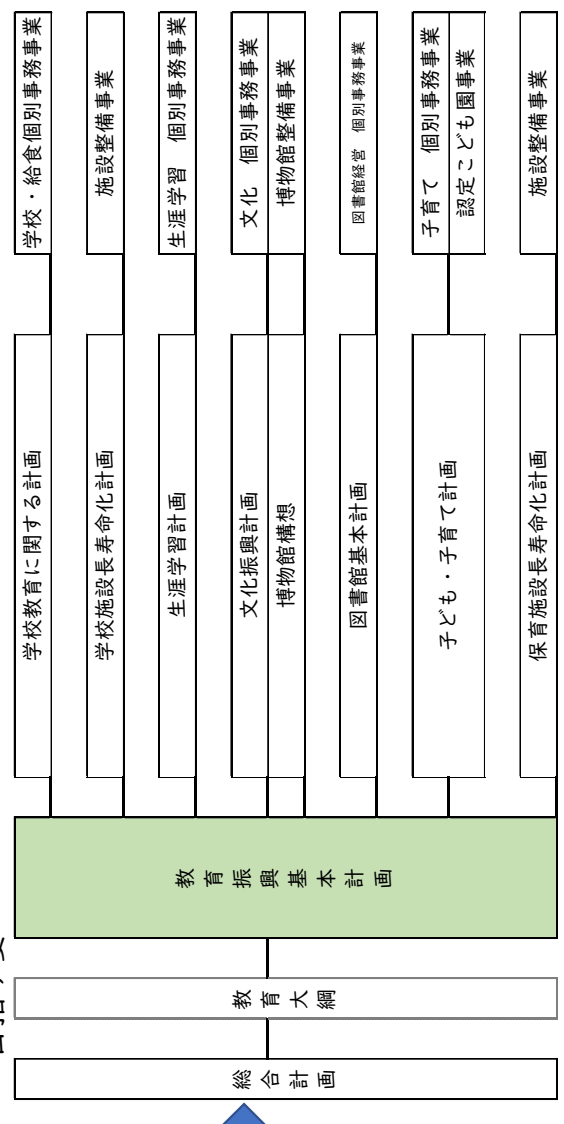 総合計画
教育大綱
教育振興基本計画
学校教育に関する計画
学校施設長寿命化計画
生涯学習計画
文化振興計画
博物館構想
図書館基本計画
子ども・子育て計画
保育施設長寿命化計画
学校・給食個別事務事業
施設整備事業
生涯学習 個別事務事業
文化 個別事務事業
博物館整備事業
図書館経営 個別事務事業
子育て 個別事務事業
認定こども園事業
施設整備事業